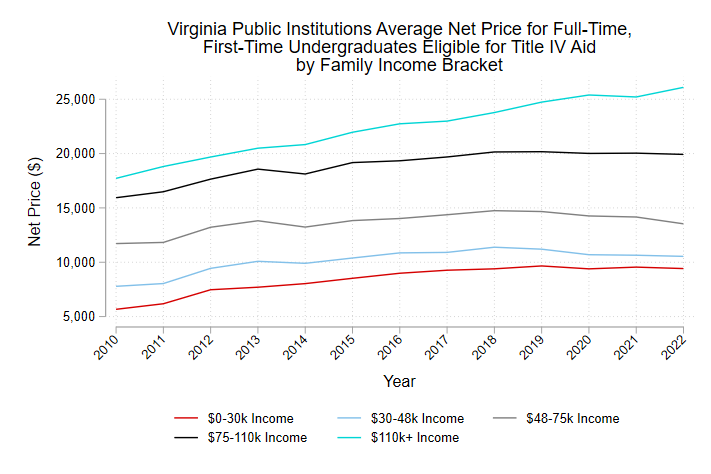 Virginia Public Institutions Average Net Price for Full-Time,
First-Time Undergraduates Eligible for Title IV Aid
by Family Income Bracket
Net Price ($)
25,000
20,000
15,000
10,000
5,000
2010
2011
2012
2013
2014
2015
2016
2017
2018
2019
2020
2021
2022
Year
$0-30k Income
$30-48k Income
$48-75k Income
$75-110k Income
$110k+ Income